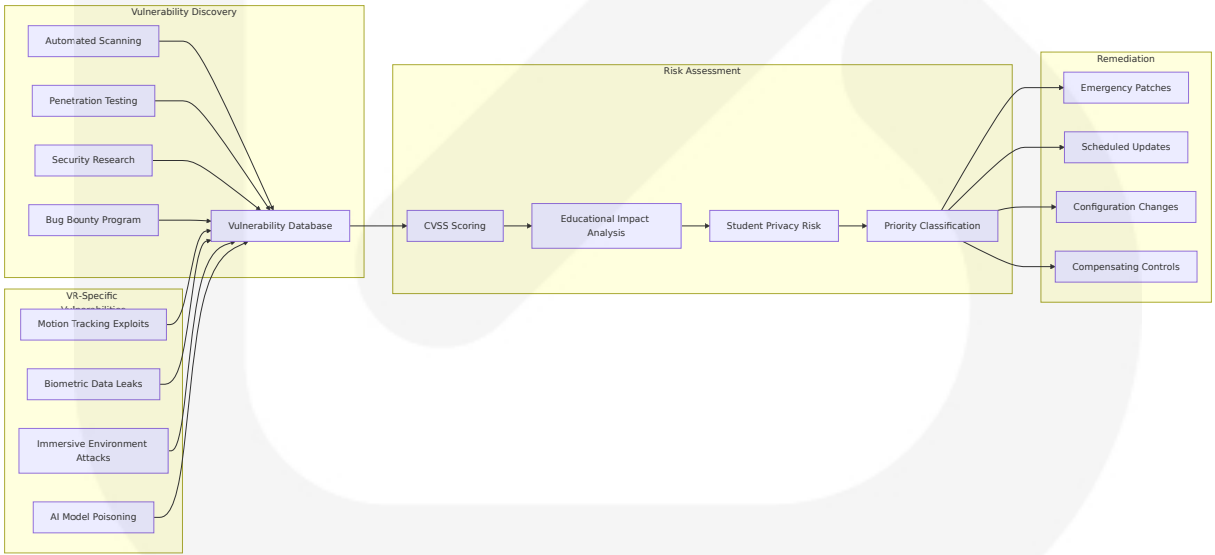 Vulnerability Discovery
Automated Scanning
Penetration Testing
Security Research
Bug Bounty Program
Vulnerability Database
VR-Specific
Vulnerabilities
Motion Tracking Exploits
Biometric Data Leaks
Immersive Environment
Attacks
AI Model Poisoning
Risk Assessment
CVSS Scoring
Educational Impact
Analysis
Student Privacy Risk
Priority Classification
Remediation
Emergency Patches
Scheduled Updates
Configuration Changes
Compensating Controls